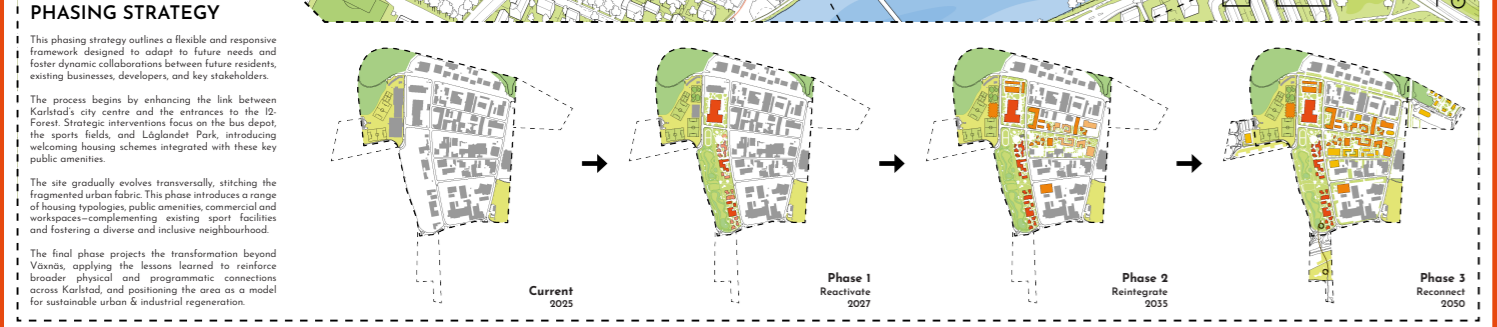 PHASING STRATEGY
This phasing strategy outlines a flexible and responsive
framework designed to adapt to future needs and
foster dynamic collaborations between future residents,
existing businesses, developers, and key stakeholders.
The process begins by enhancing the link between
Karlstad's city centre and the entrances to the I2-
Forest. Strategic interventions focus on the bus depot,
the sports fields, and Låglandet Park, introducing
welcoming housing schemes integrated with these key
public amenities.
The site gradually evolves transversally, stitching the
fragmented urban fabric. This phase introduces a range
of housing typologies, public amenities, commercial and
workspaces—complementing existing sport facilities
and fostering a diverse and inclusive neighbourhood.
The final phase projects the transformation beyond
Växnäs, applying the lessons learned to reinforce
broader physical and programmatic connections
across Karlstad, and positioning the area as a model
for sustainable urban & industrial regeneration.
Current
2025
Phase 1
Reactivate
2027
Phase 2
Reintegrate
2035
Phase 3
Reconnect
2050